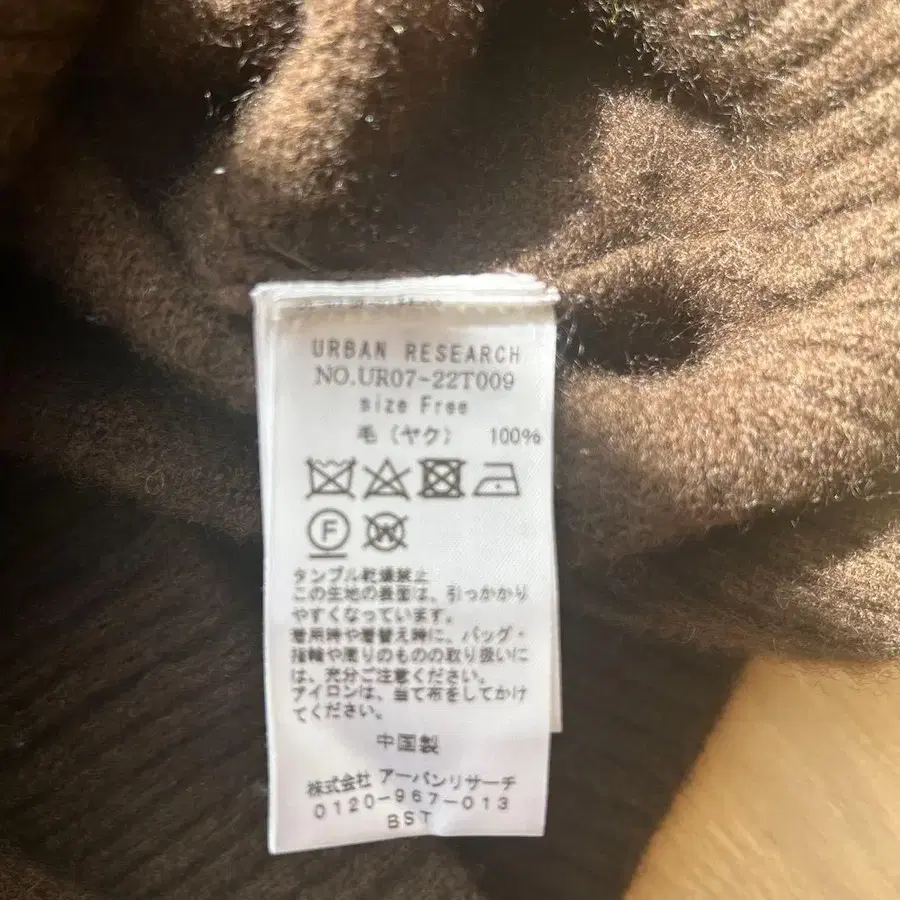 URBAN RESEARCH
NO.UR07-22T009
size Free
毛（ヤク） 100%
F
W
タンブル乾燥禁止
この生地の表面は、引っかかり
やすくなっています。
着用時や着替え時に、バッグ・
指輪や周りのものの取り扱いに
は、充分ご注意ください。
アイロンは、当て布をしてかけ
てください。
中国製
株式会社 アーバンリサーチ
0120-967-013
BST